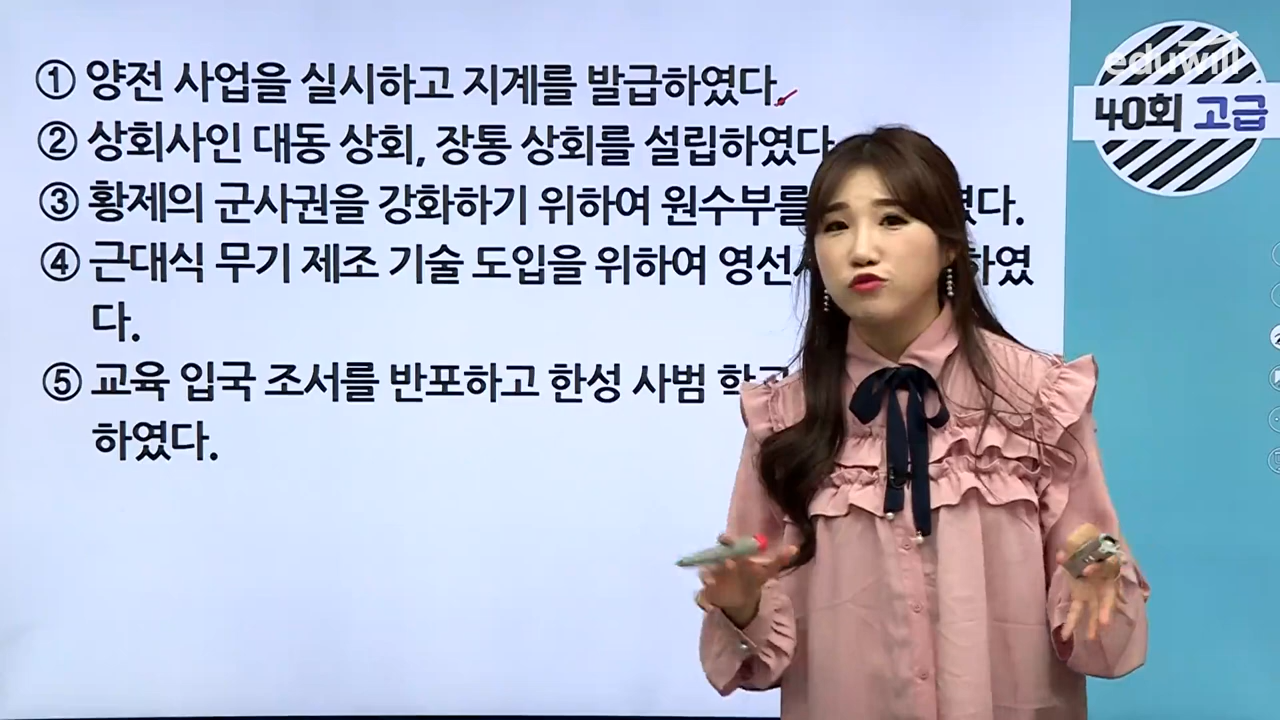 ① 양전 사업을 실시하고 지계를 발급하였다.
② 상회사인 대동 상회, 장통 상회를 설립하였다
③ 황제의 군사권을 강화하기 위하여 원수부를 였다.
④ 근대식 무기 제조 기술 도입을 위하여 하였
다.
⑤ 교육 입국 조서를 반포하고 한성 사범
하였다.
eduwill
40회 고급